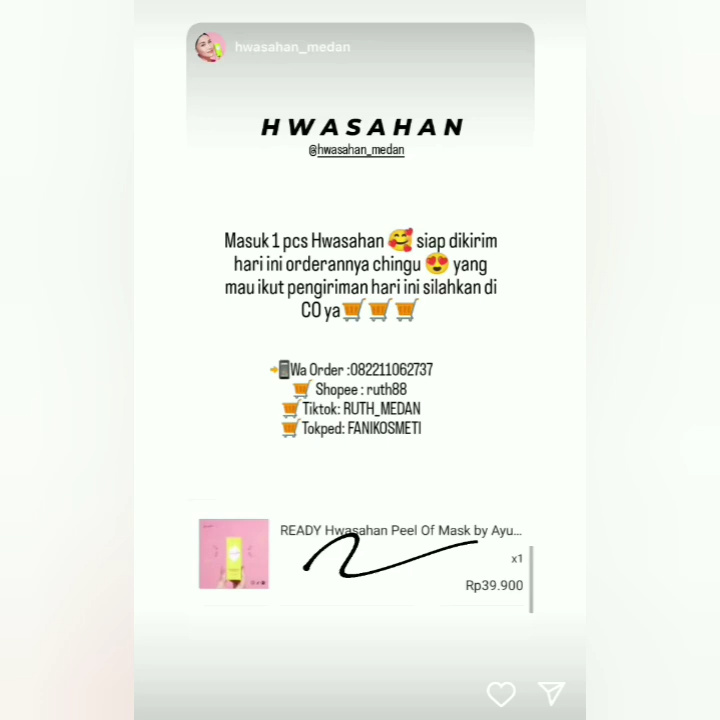 hwasahan_medan
HWASAHAN
@hwasahan_medan
Masuk 1 pcs Hwasahan 🥰 siap dikirim
hari ini orderannya chingu 😍 yang
mau ikut pengiriman hari ini silahkan di
CO ya🛒🛒🛒
📲Wa Order :082211062737
🛒 Shopee : ruth88
🛒Tiktok: RUTH_MEDAN
🛒Tokped: FANIKOSMETI
READY Hwasahan Peel Of Mask by Ayu...
x1
Rp39.900